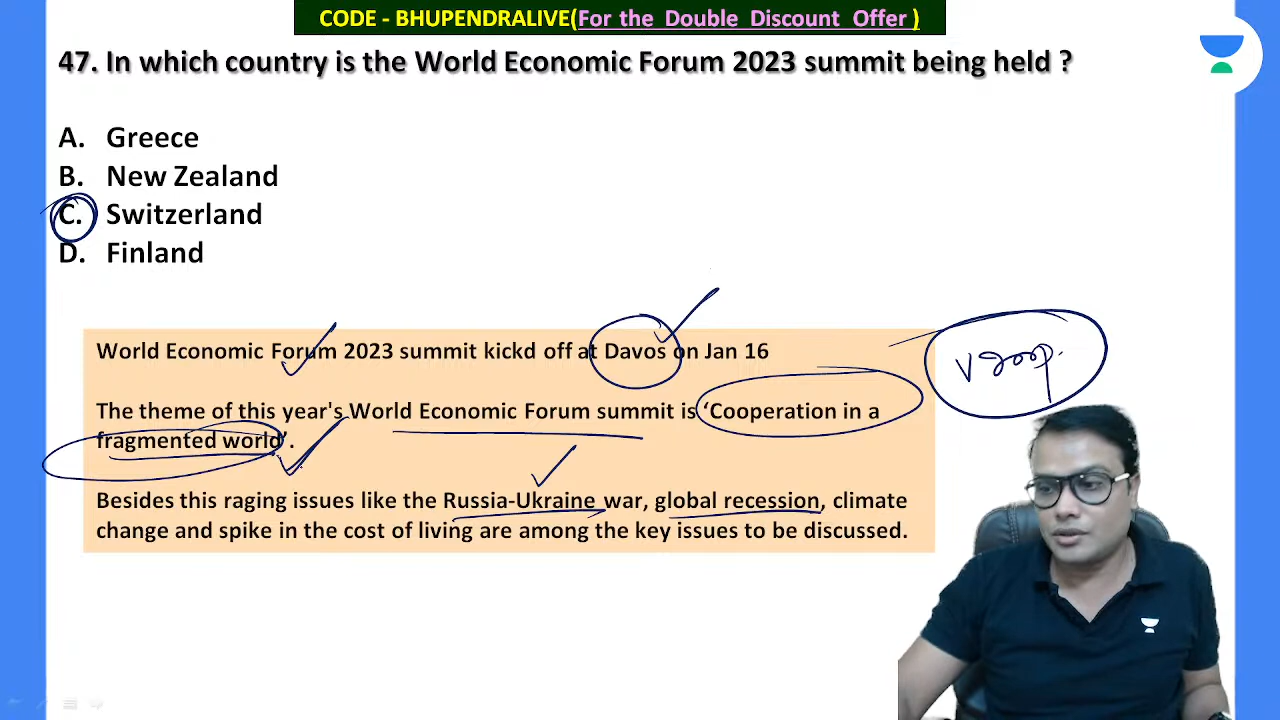 CODE - BHUPENDRALIVE(For the Double Discount Offer )
47. In which country is the World Economic Forum 2023 summit being held ?
A. Greece
B. New Zealand
C. Switzerland
D. Finland
World Economic Forum 2023 summit kickd off at Davos on Jan 16
The theme of this year's World Economic Forum summit is ‘Cooperation in a
fragmented world’.
Besides this raging issues like the Russia-Ukraine war, global recession, climate
change and spike in the cost of living are among the key issues to be discussed.